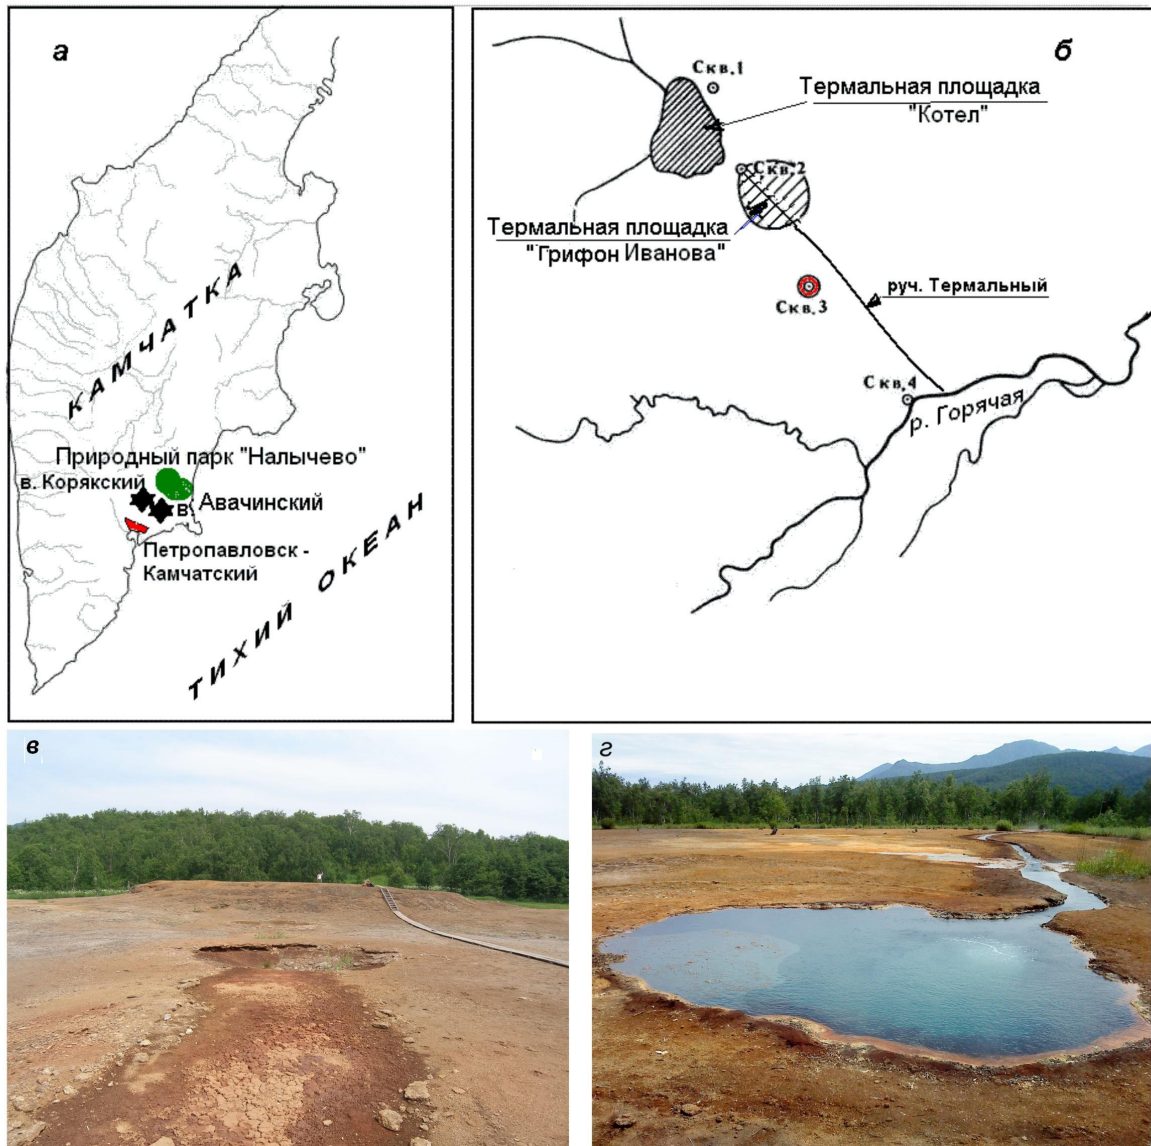 а
КАМЧАТКА
Природный парк "Налычево"
в. Корякский
в. Авачинский
Петропавловск -
Камчатский
ТИХИЙ ОКЕАН
б
Скв.1
Термальная площадка
"Котел"
Скв.2
Термальная площадка
"Грифон Иванова"
руч. Термальный
Скв.3
Скв.4
р. Горячая
в
г